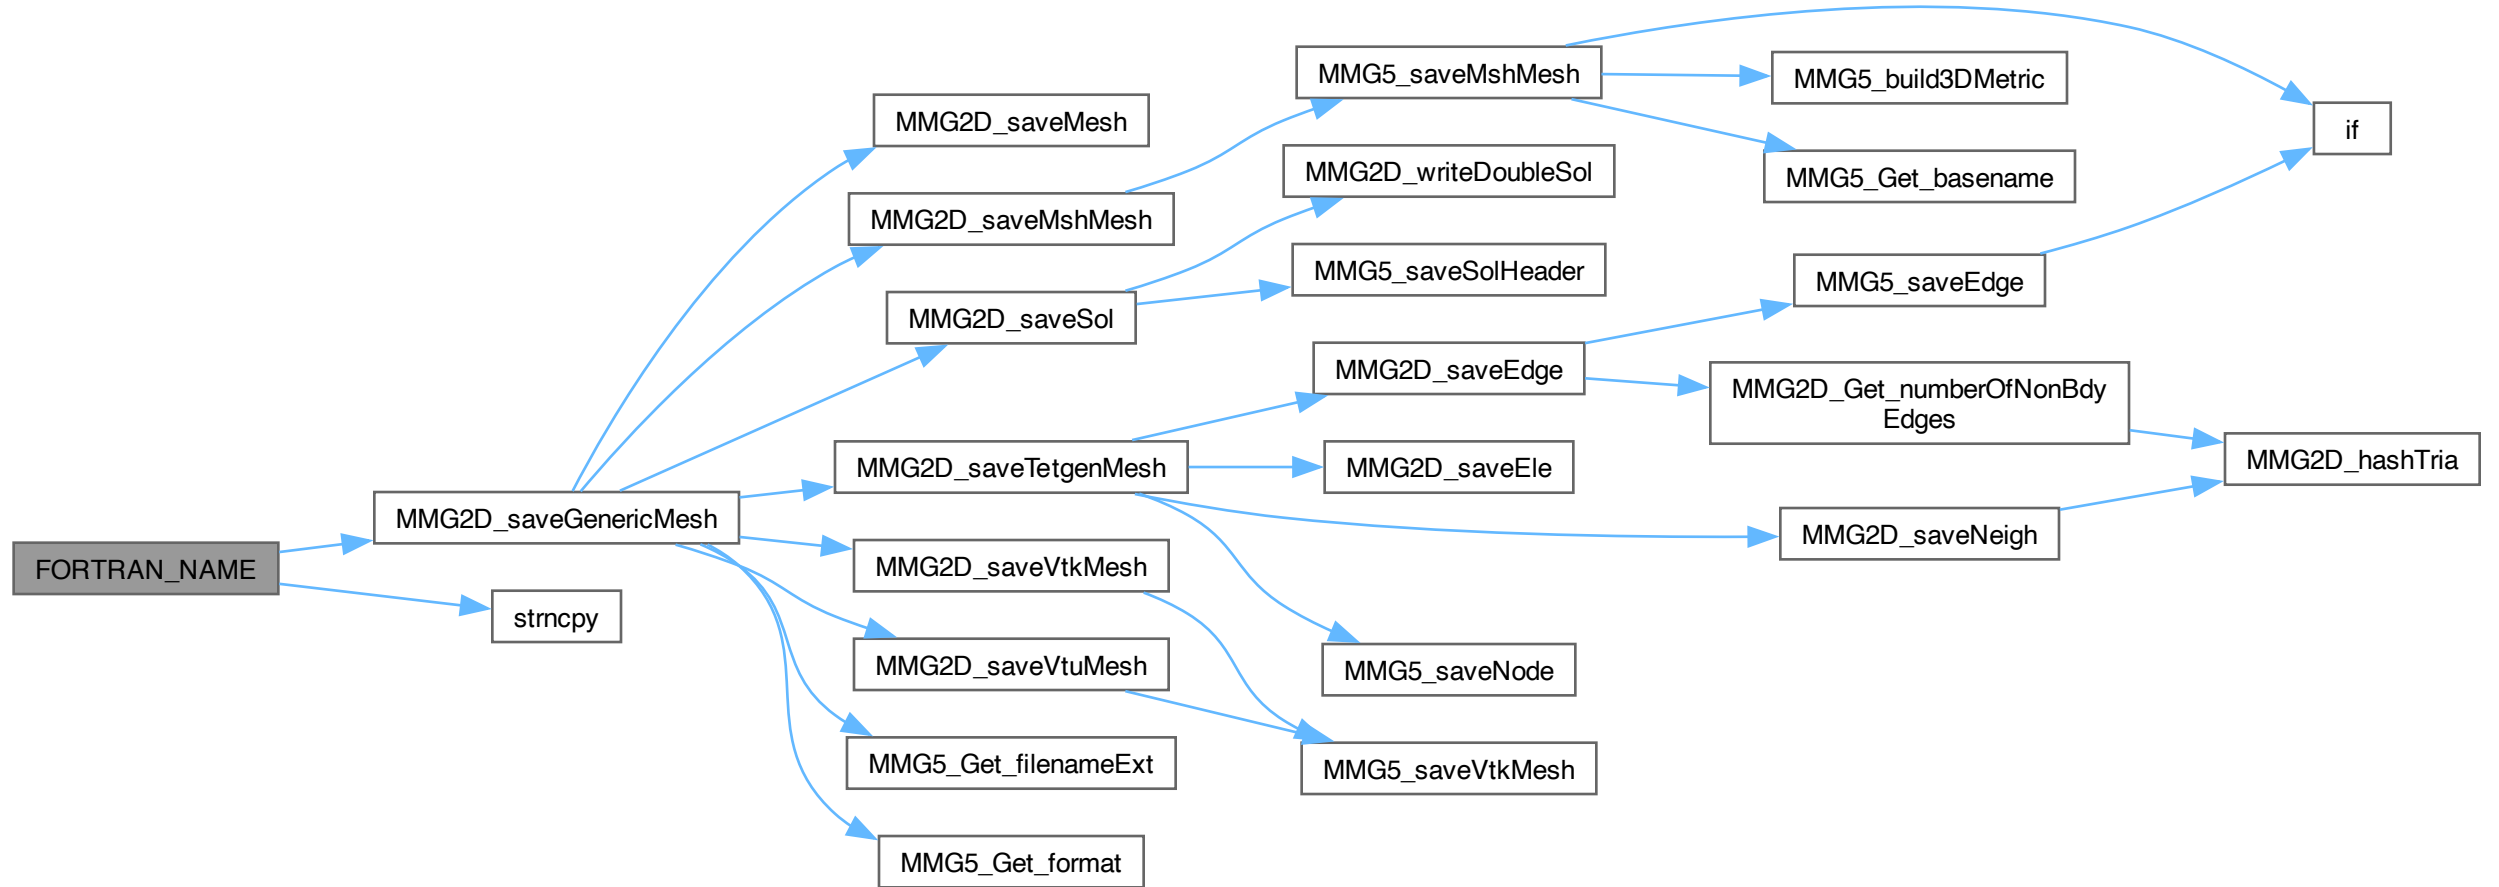 FORTRAN_NAME
MMG2D_saveGenericMesh
strncpy
MMG2D_saveMesh
MMG2D_saveMshMesh
MMG2D_saveSol
MMG2D_saveTetgenMesh
MMG2D_saveVtkMesh
MMG2D_saveVtuMesh
MMG5_Get_filenameExt
MMG5_Get_format
MMG5_saveMshMesh
MMG2D_writeDoubleSol
MMG5_saveSolHeader
MMG2D_saveEdge
MMG2D_saveEle
MMG5_saveNode
MMG5_saveVtkMesh
MMG5_build3DMetric
MMG5_Get_basename
MMG5_saveEdge
MMG2D_Get_numberOfNonBdy
Edges
MMG2D_saveNeigh
if
MMG2D_hashTria